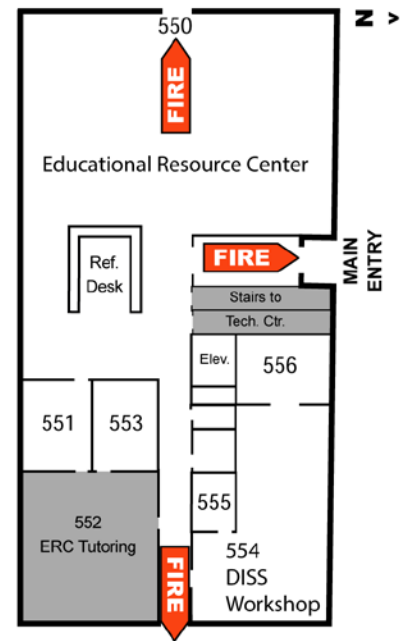 550
N >
FIRE
Educational Resource Center
FIRE
MAIN
ENTRY
Ref.
Desk
Stairs to
Tech. Ctr.
Elev.
556
551
553
555
552
ERC Tutoring
554
DISS
Workshop
FIRE